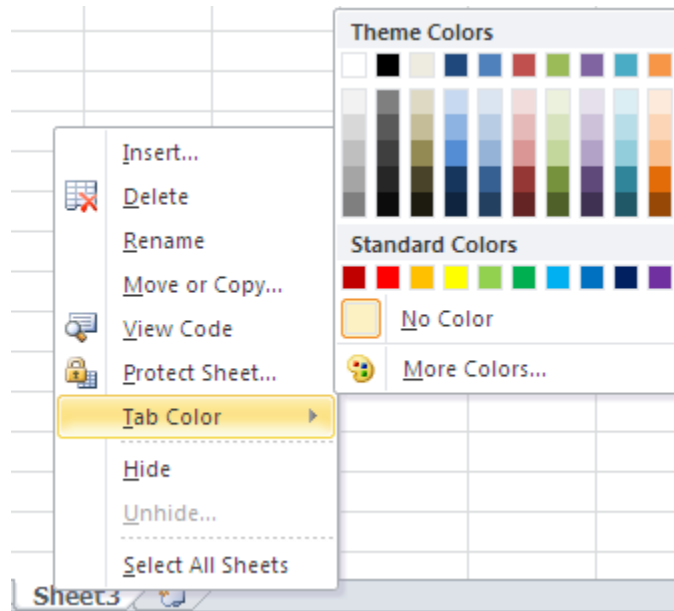 Theme Colors
Insert...
Delete
Rename
Move or Copy...
View Code
Protect Sheet...
Tab Color
Hide
Unhide...
Select All Sheets
Standard Colors
No Color
More Colors...
Sheet3